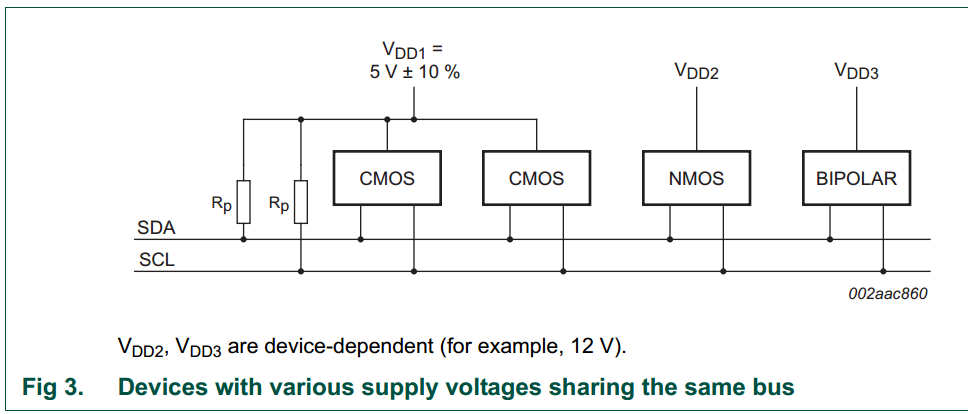 VDD1 =
5 V ± 10 %
VDD2
VDD3
CMOS
CMOS
NMOS
BIPOLAR
Rp
Rp
SDA
SCL
002aac860
VDD2, VDD3 are device-dependent (for example, 12 V).
Fig 3. Devices with various supply voltages sharing the same bus